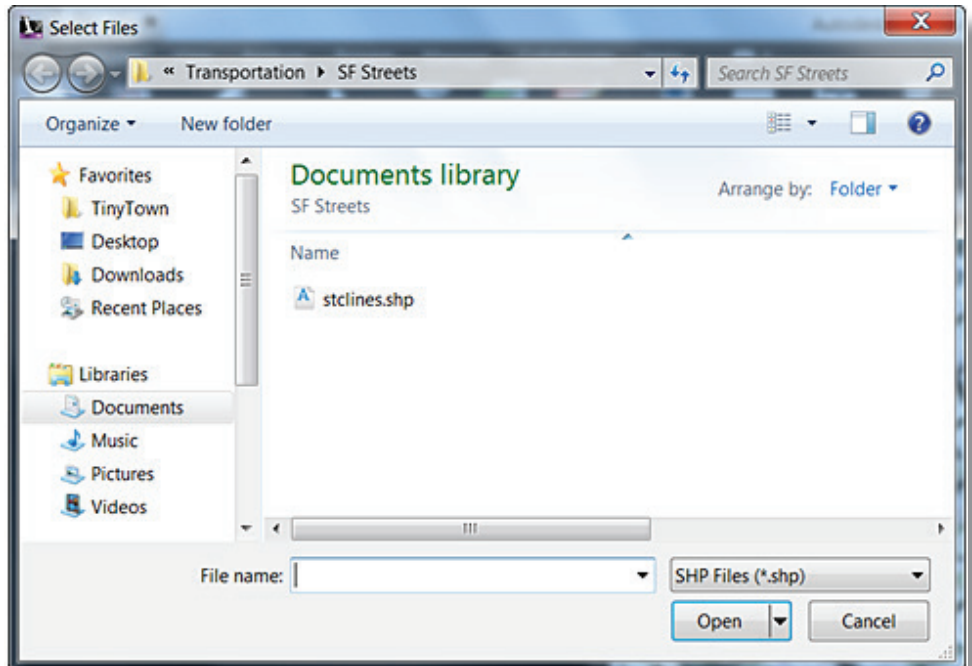 Select Files
« Transportation ▸ SF Streets Search SF Streets
Organize ▾ New folder
Favorites
TinyTown
Desktop
Downloads
Recent Places
Libraries
Documents
Music
Pictures
Videos
Documents library
SF Streets
Arrange by: Folder ▾
Name
stclines.shp
File name: SHP Files (*.shp)
Open Cancel